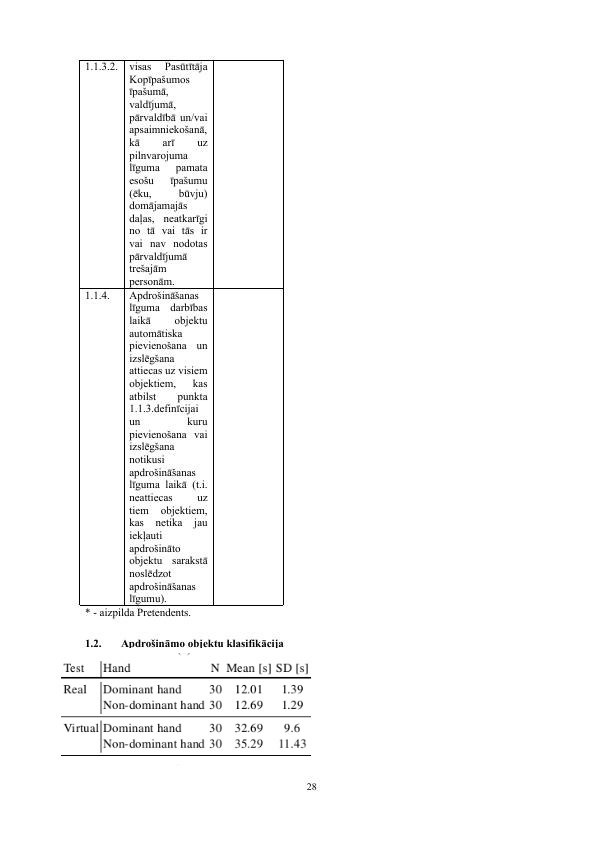 1.1.3.2. visas Pasūtītāja
Kopīpašumos
īpašumā,
valdījumā,
pārvaldībā un/vai
apsaimniekošanā,
kā arī uz
pilnvarojuma
līguma pamata
esošu īpašumu
(ēku, būvju)
domājamajās
daļas, neatkarīgi
no tā vai tās ir
vai nav nodotas
pārvaldījumā
trešajām
personām.
1.1.4. Apdrošināšanas
līguma darbības
laikā objektu
automātiska
pievienošana un
izslēgšana
attiecas uz visiem
objektiem, kas
atbilst punkta
1.1.3.definīcijai
un kuru
pievienošana vai
izslēgšana
notikusi
apdrošināšanas
līguma laikā (t.i.
neattiecas uz
tiem objektiem,
kas netika jau
iekļauti
apdrošināto
objektu sarakstā
noslēdzot
apdrošināšanas
līgumu).
* - aizpilda Pretendents.
1.2. Apdrošināmo objektu klasifikācija
Test Hand N Mean [s] SD [s]
Real Dominant hand 30 12.01 1.39
Non-dominant hand 30 12.69 1.29
Virtual Dominant hand 30 32.69 9.6
Non-dominant hand 30 35.29 11.43
28